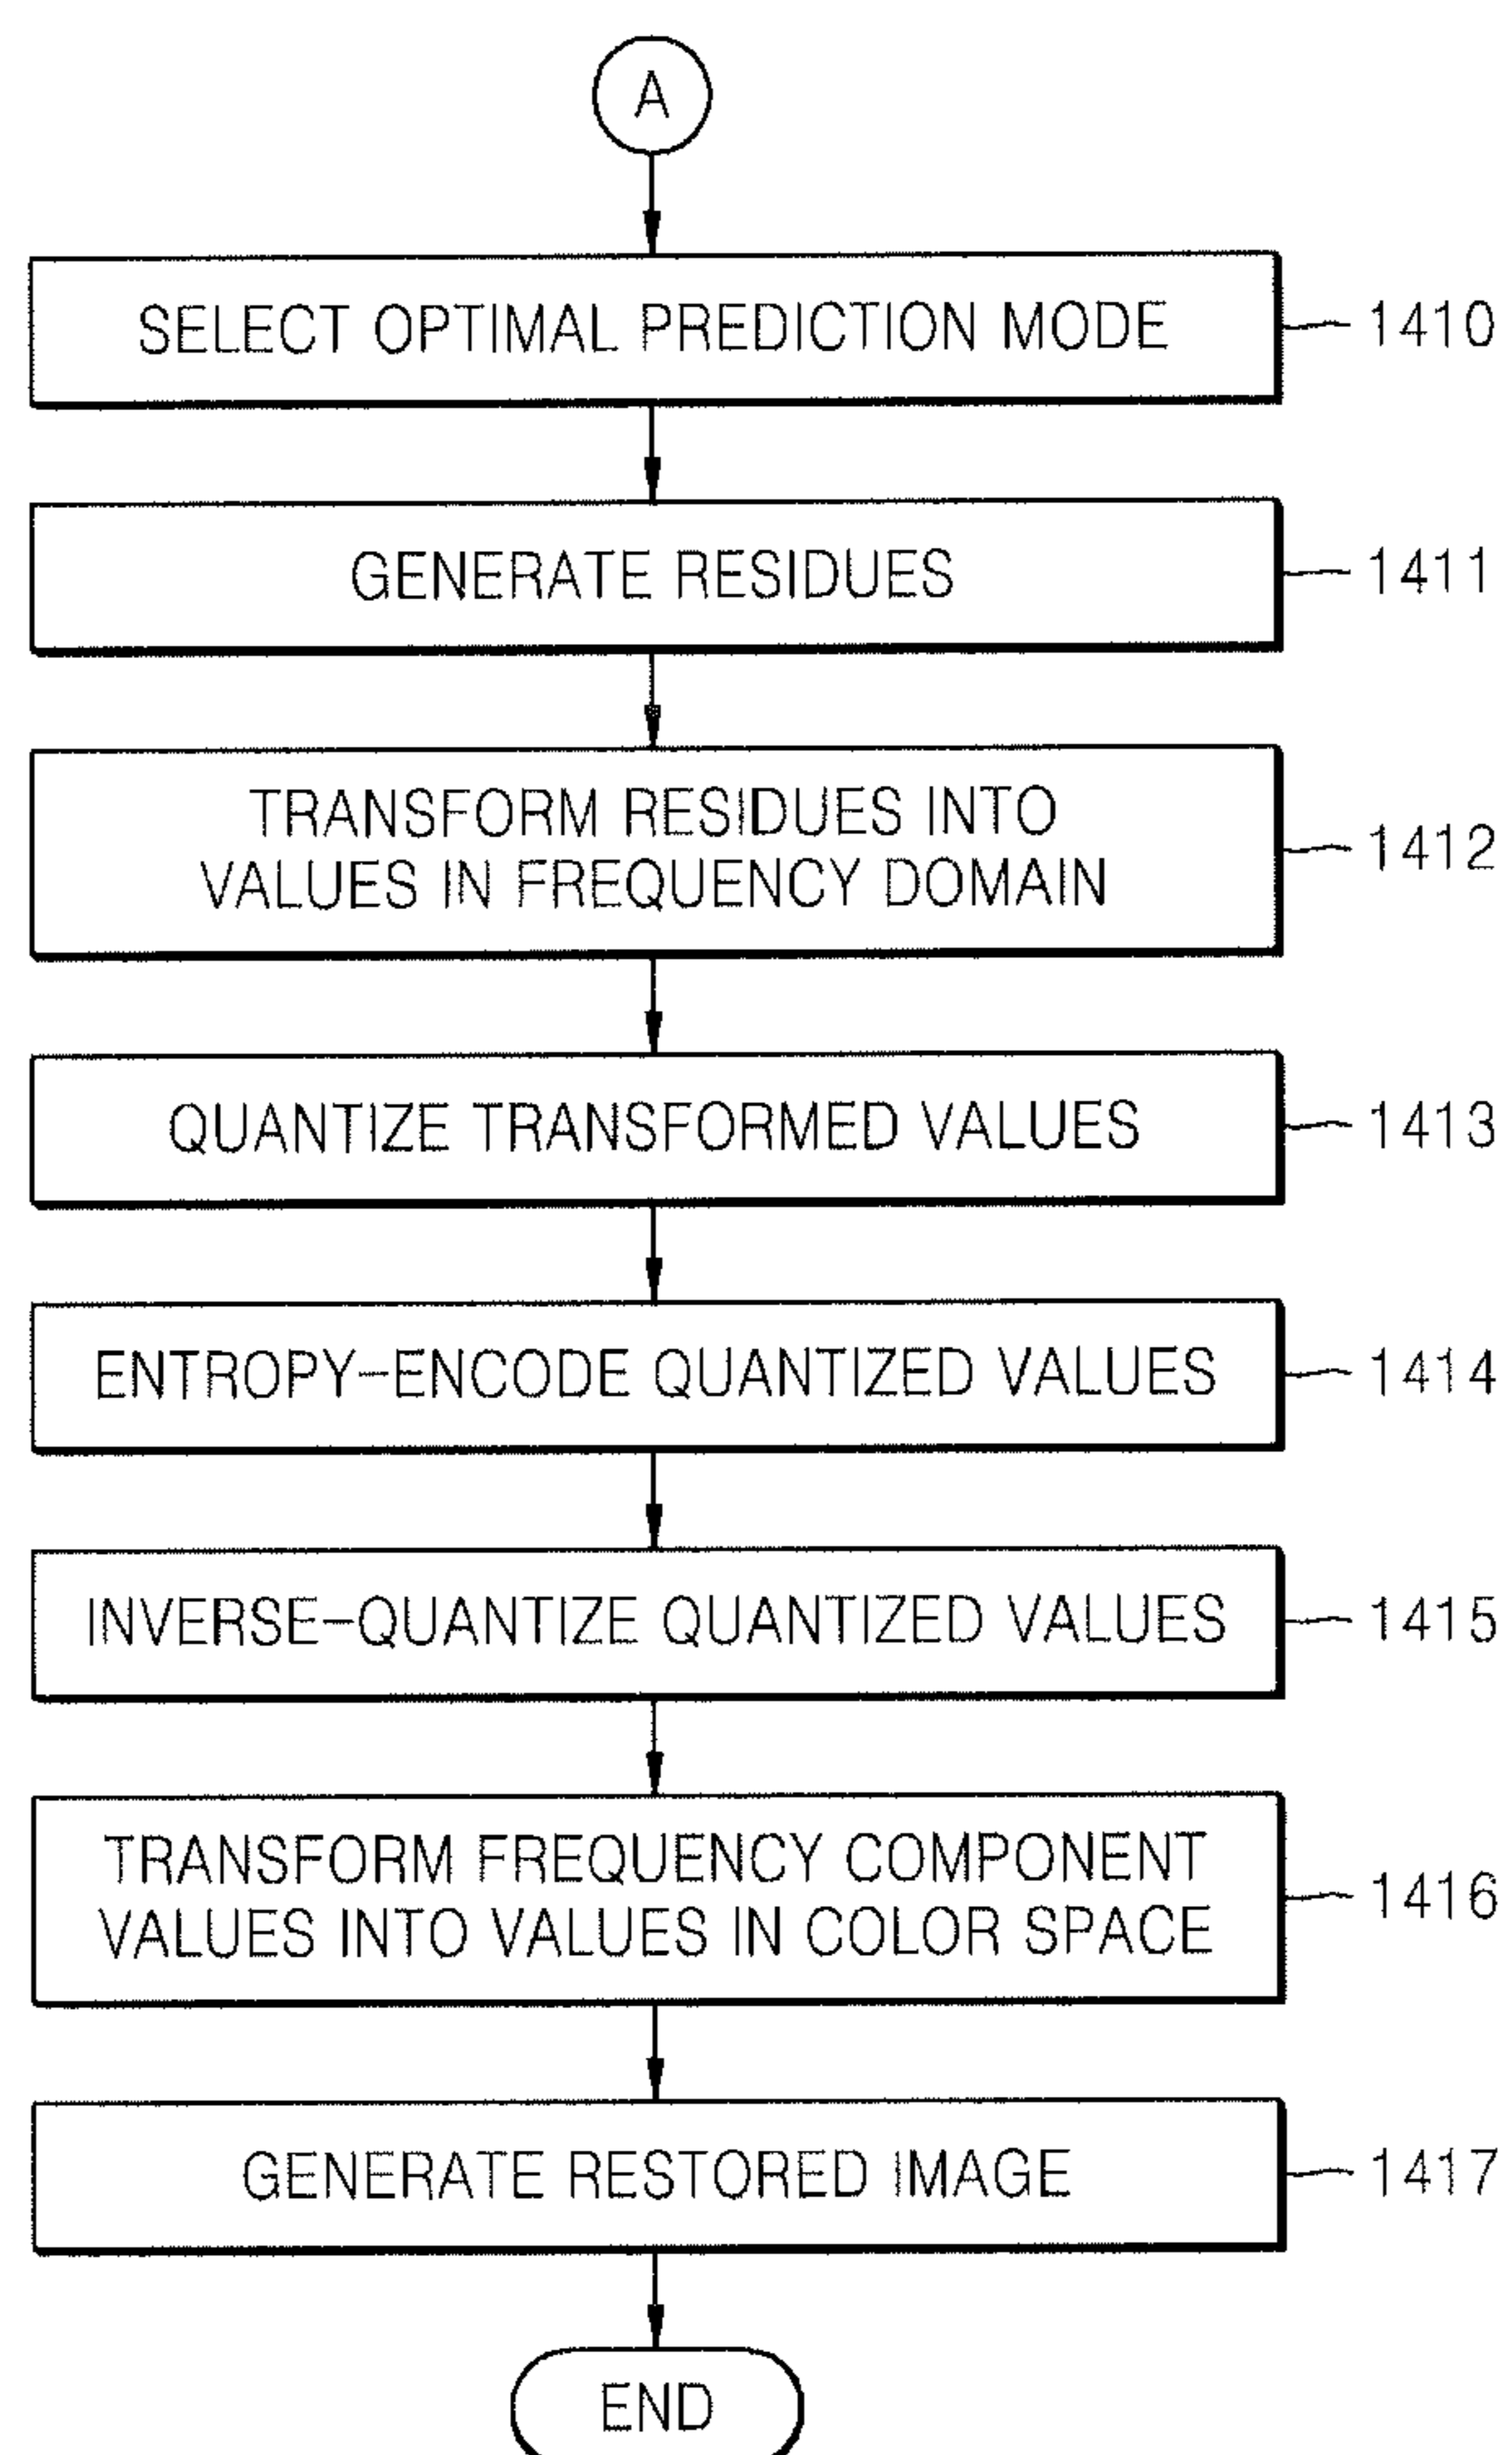 A
SELECT OPTIMAL PREDICTION MODE
1410
GENERATE RESIDUES
1411
TRANSFORM RESIDUES INTO
VALUES IN FREQUENCY DOMAIN
1412
QUANTIZE TRANSFORMED VALUES
1413
ENTROPY-ENCODE QUANTIZED VALUES
1414
INVERSE-QUANTIZE QUANTIZED VALUES
1415
TRANSFORM FREQUENCY COMPONENT
VALUES INTO VALUES IN COLOR SPACE
1416
GENERATE RESTORED IMAGE
1417
END